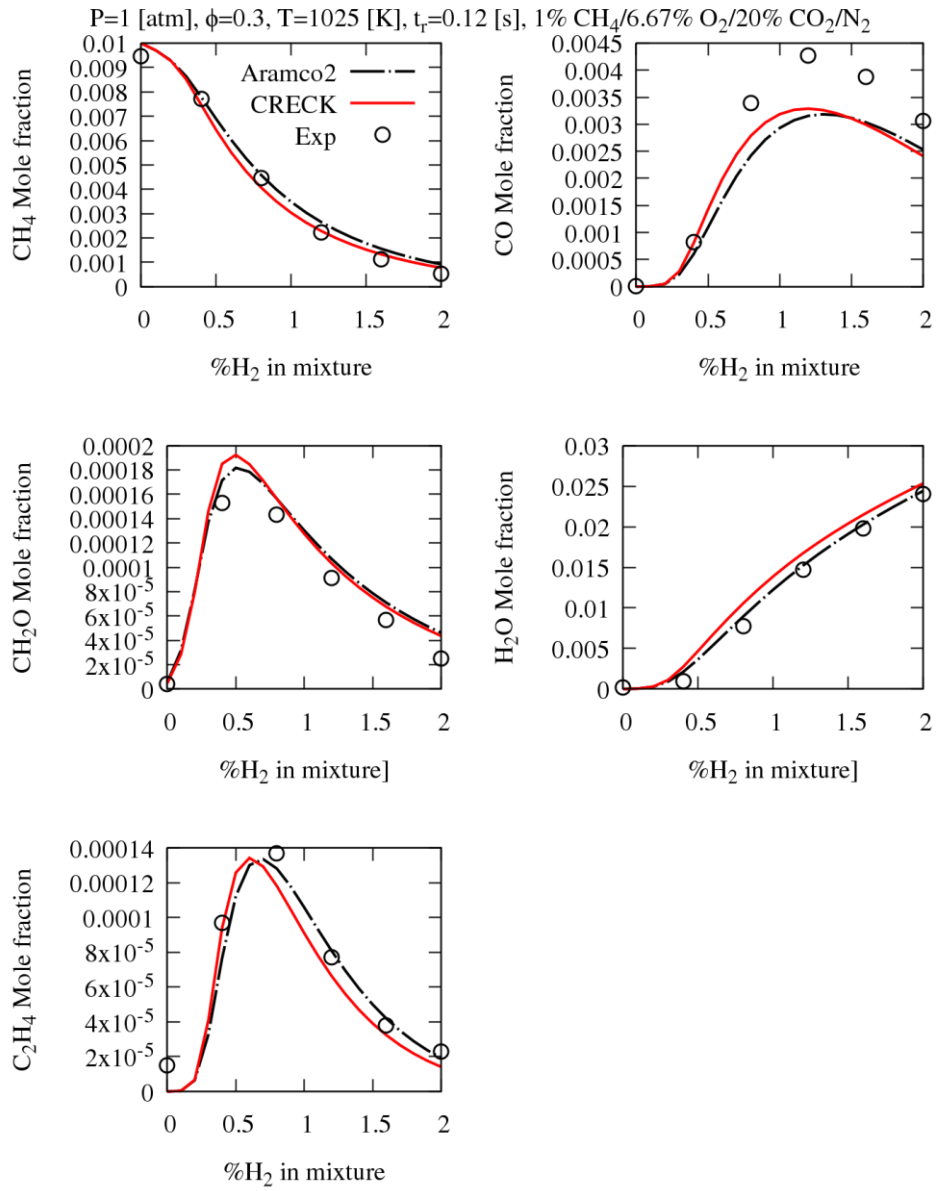 P=1 [atm], ϕ=0.3, T=1025 [K], t_r=0.12 [s], 1% CH₄/6.67% O₂/20% CO₂/N₂
CH₄ Mole fraction
0.01
0.009
0.008
0.007
0.006
0.005
0.004
0.003
0.002
0.001
0
0 0.5 1 1.5 2
%H₂ in mixture
Aramco2
CRECK
Exp
CO Mole fraction
0.0045
0.004
0.0035
0.003
0.0025
0.002
0.0015
0.001
0.0005
0
0 0.5 1 1.5 2
%H₂ in mixture
CH₂O Mole fraction
0.0002
0.00018
0.00016
0.00014
0.00012
0.0001
8x10⁻⁵
6x10⁻⁵
4x10⁻⁵
2x10⁻⁵
0
0 0.5 1 1.5 2
%H₂ in mixture]
H₂O Mole fraction
0.03
0.025
0.02
0.015
0.01
0.005
0
0 0.5 1 1.5 2
%H₂ in mixture]
C₂H₄ Mole fraction
0.00014
0.00012
0.0001
8x10⁻⁵
6x10⁻⁵
4x10⁻⁵
2x10⁻⁵
0
0 0.5 1 1.5 2
%H₂ in mixture